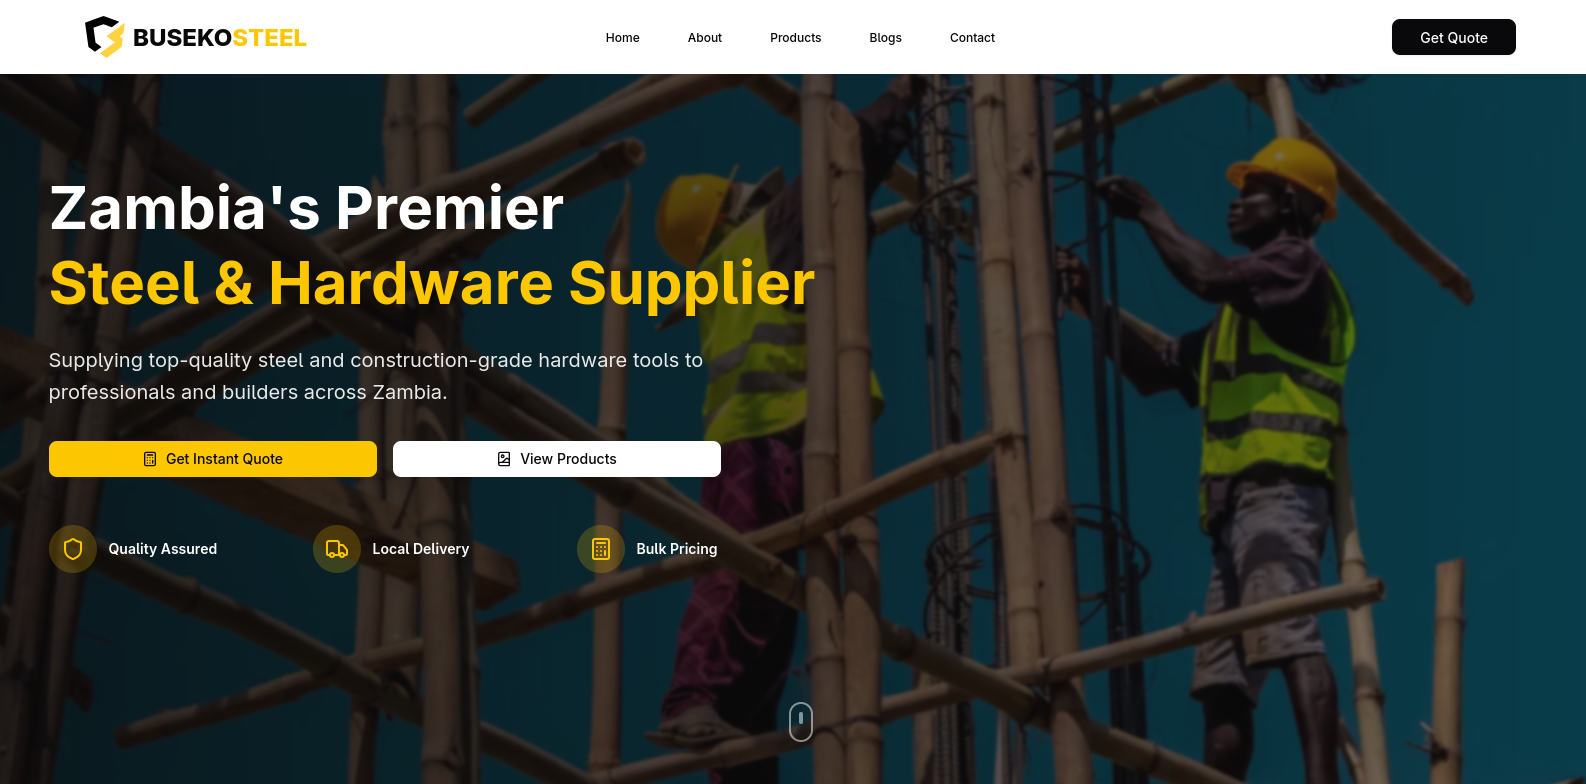 BUSEKOSTEEL
Home
About
Products
Blogs
Contact
Get Quote
Zambia's Premier
Steel & Hardware Supplier
Supplying top-quality steel and construction-grade hardware tools to
professionals and builders across Zambia.
Get Instant Quote
View Products
Quality Assured
Local Delivery
Bulk Pricing